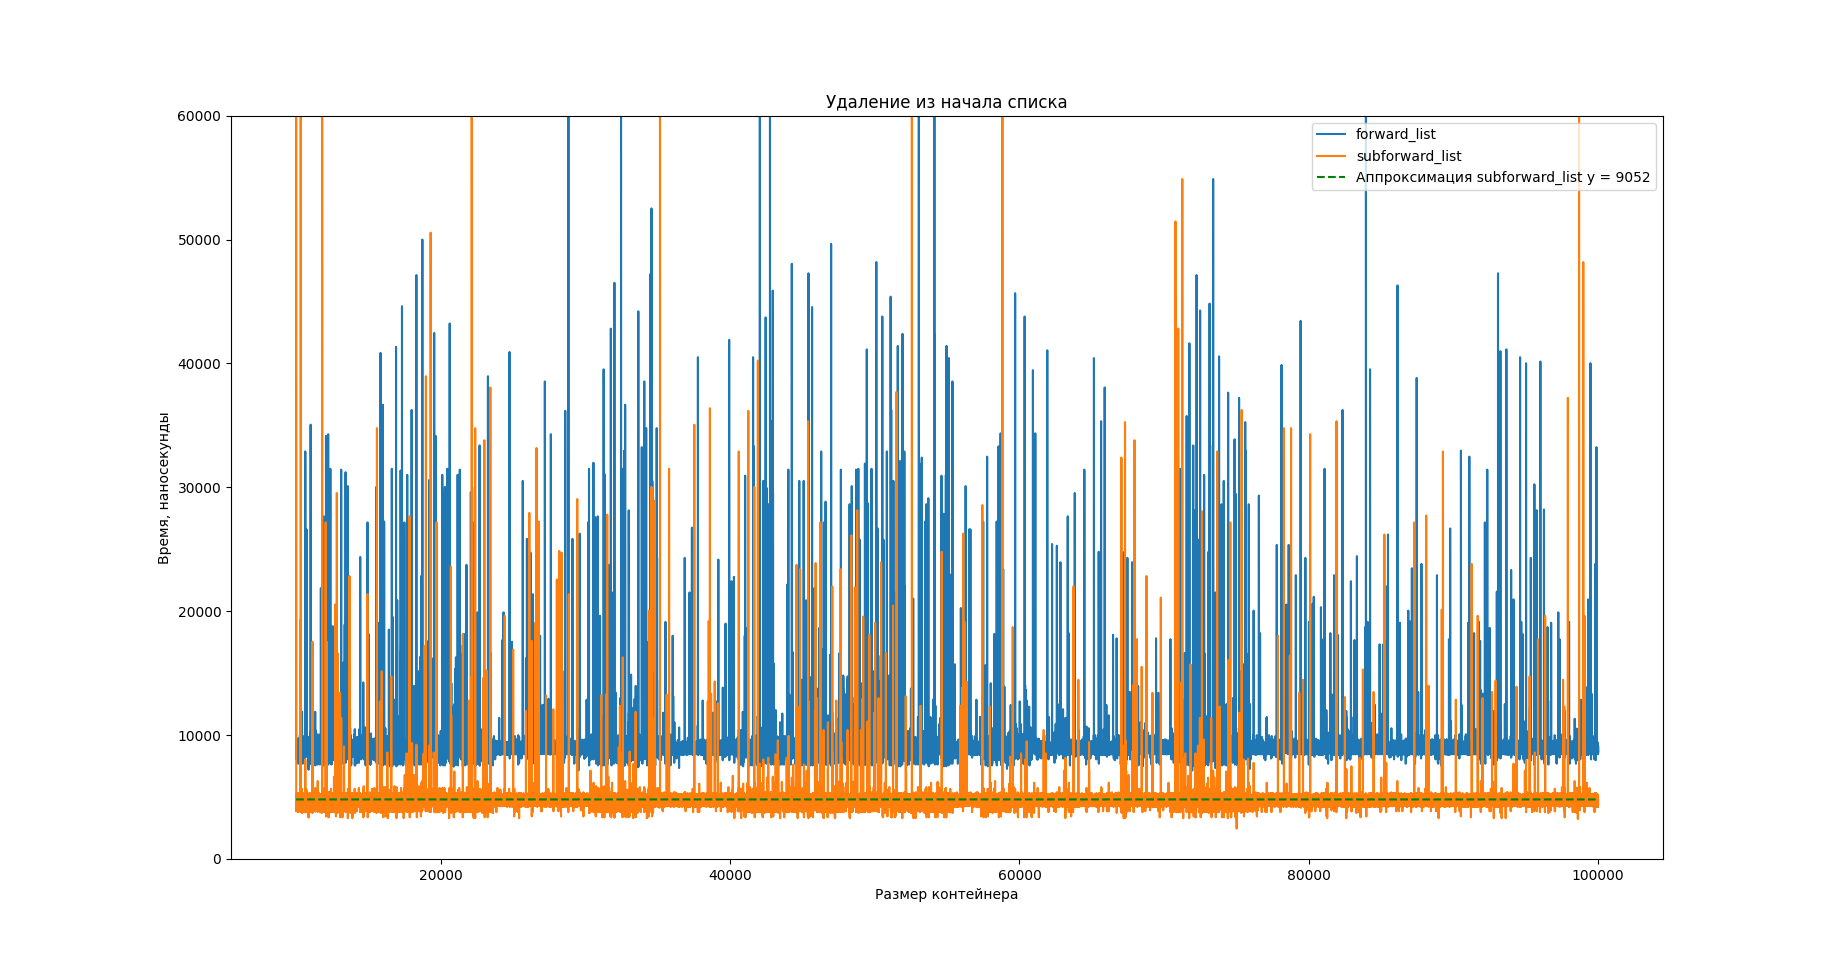 Удаление из начала списка
60000
50000
40000
30000
20000
10000
0
Время, наносекунды
forward_list
subforward_list
Аппроксимация subforward_list y = 9052
20000
40000
60000
80000
100000
Размер контейнера